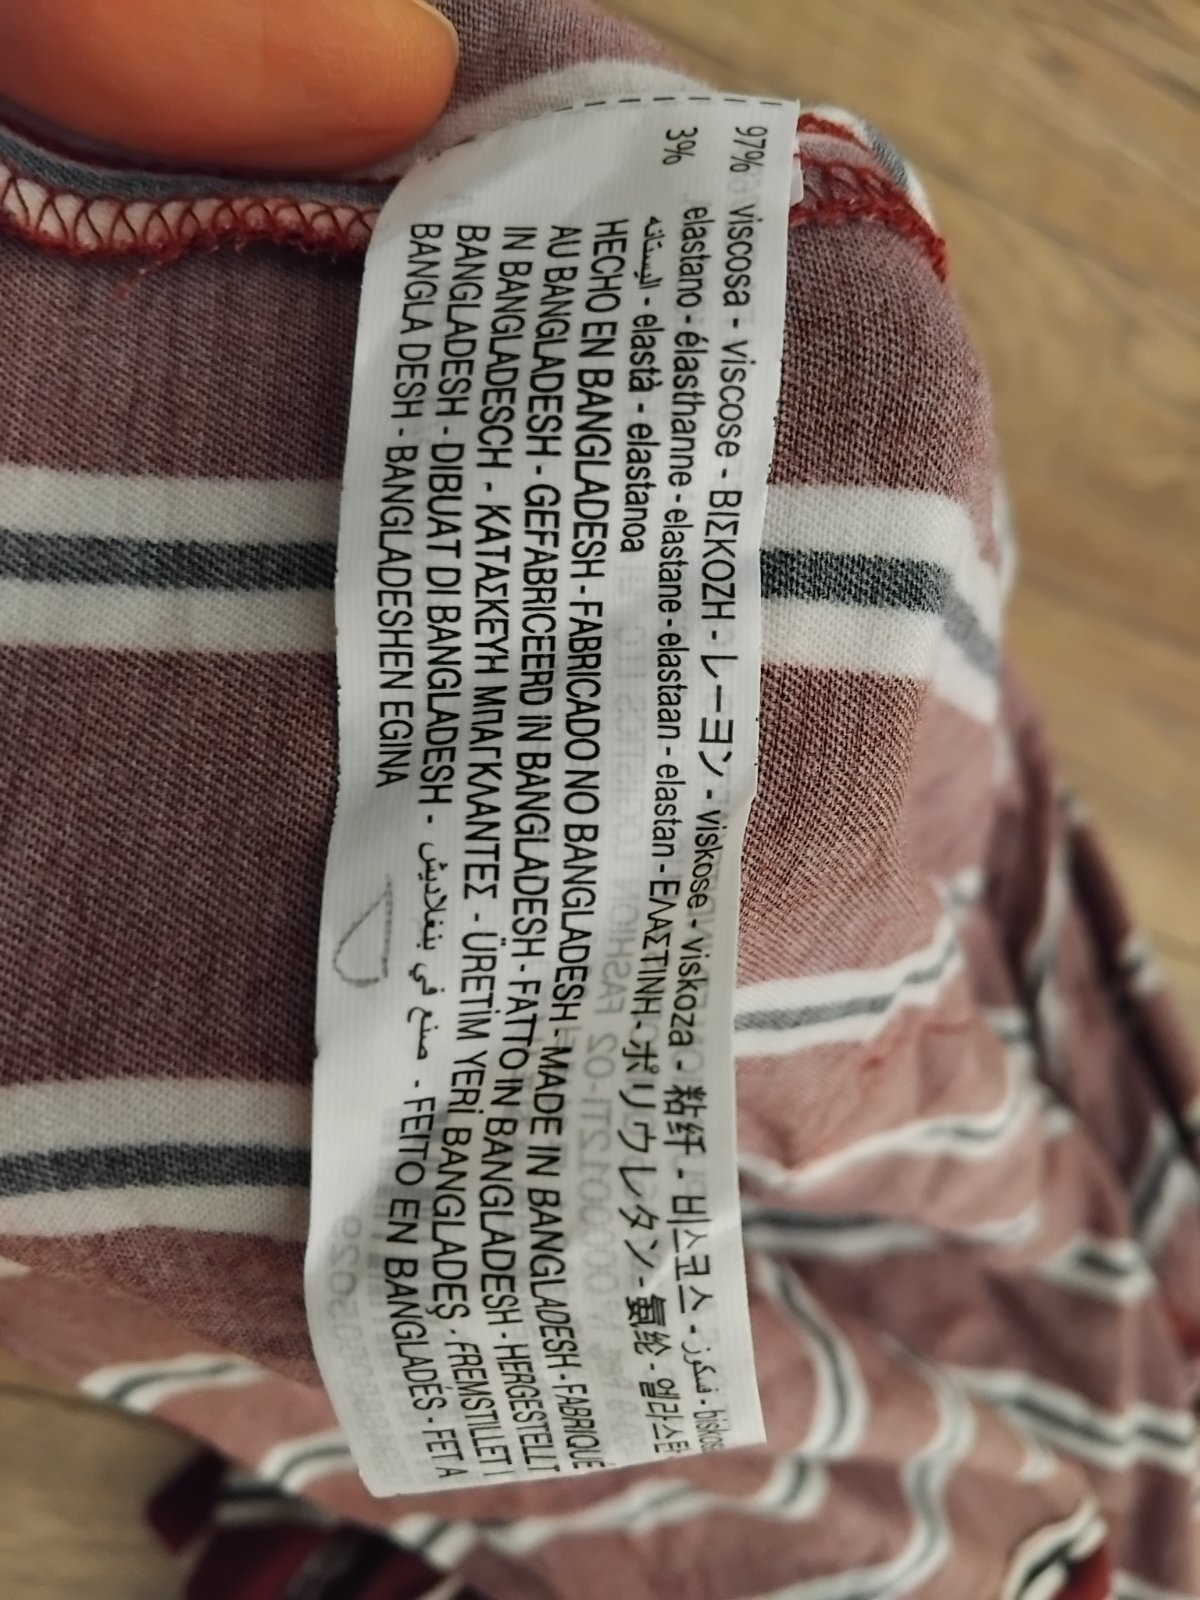 97% viscosa - viscose - ΒΙΣΚΟΖΗ - レーヨン - viskose - viskoza - 粘纤 - 비스코스 - فسكوز -
3% elastano - élasthanne - elastane - elastaan - elastan - ΕΛΑΣΤΙΝΗ - ポリウレタン - 氨纶 - 엘라스탄
اليستانه - elastà - elastanoa
HECHO EN BANGLADESH - FABRICADO NO BANGLADESH - MADE IN BANGLADESH - FABRIQUÉ
AU BANGLADESH - GEFABRICEERD IN BANGLADESH - FATTO IN BANGLADESH - HERGESTELLT
IN BANGLADESCH - ΚΑΤΑΣΚΕΥΗ ΜΠΑΓΚΛΑΝΤΕΣ - ÜRETİM YERİ BANGLADEŞ - FREMSTILLET I
BANGLADESH - DIBUAT DI BANGLADESH - صنع في بنغلاديش - FEITO EN BANGLADÉS - FET A
BANGLA DESH - BANGLADESHEN EGINA